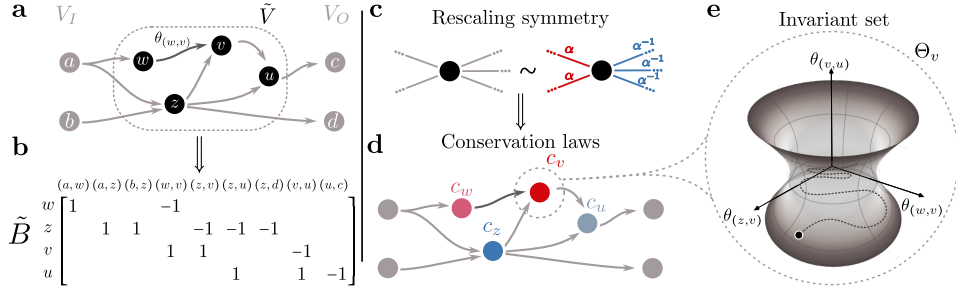 a
V_I
Ṽ
V_O
θ_(w,v)
a
w
v
u
c
z
b
d
b
(a, w) (a, z) (b, z) (w, v) (z, v) (z, u) (z, d) (v, u) (u, c)
B̃
w 1 −1
z 1 1 −1 −1 −1
v 1 1 −1
u 1 1 −1
c
Rescaling symmetry
α
α
~
α⁻¹
α⁻¹
α⁻¹
d
Conservation laws
c_v
c_w
c_u
c_z
e
Invariant set
Θ_v
θ_(v,u)
θ_(z,v)
θ_(w,v)